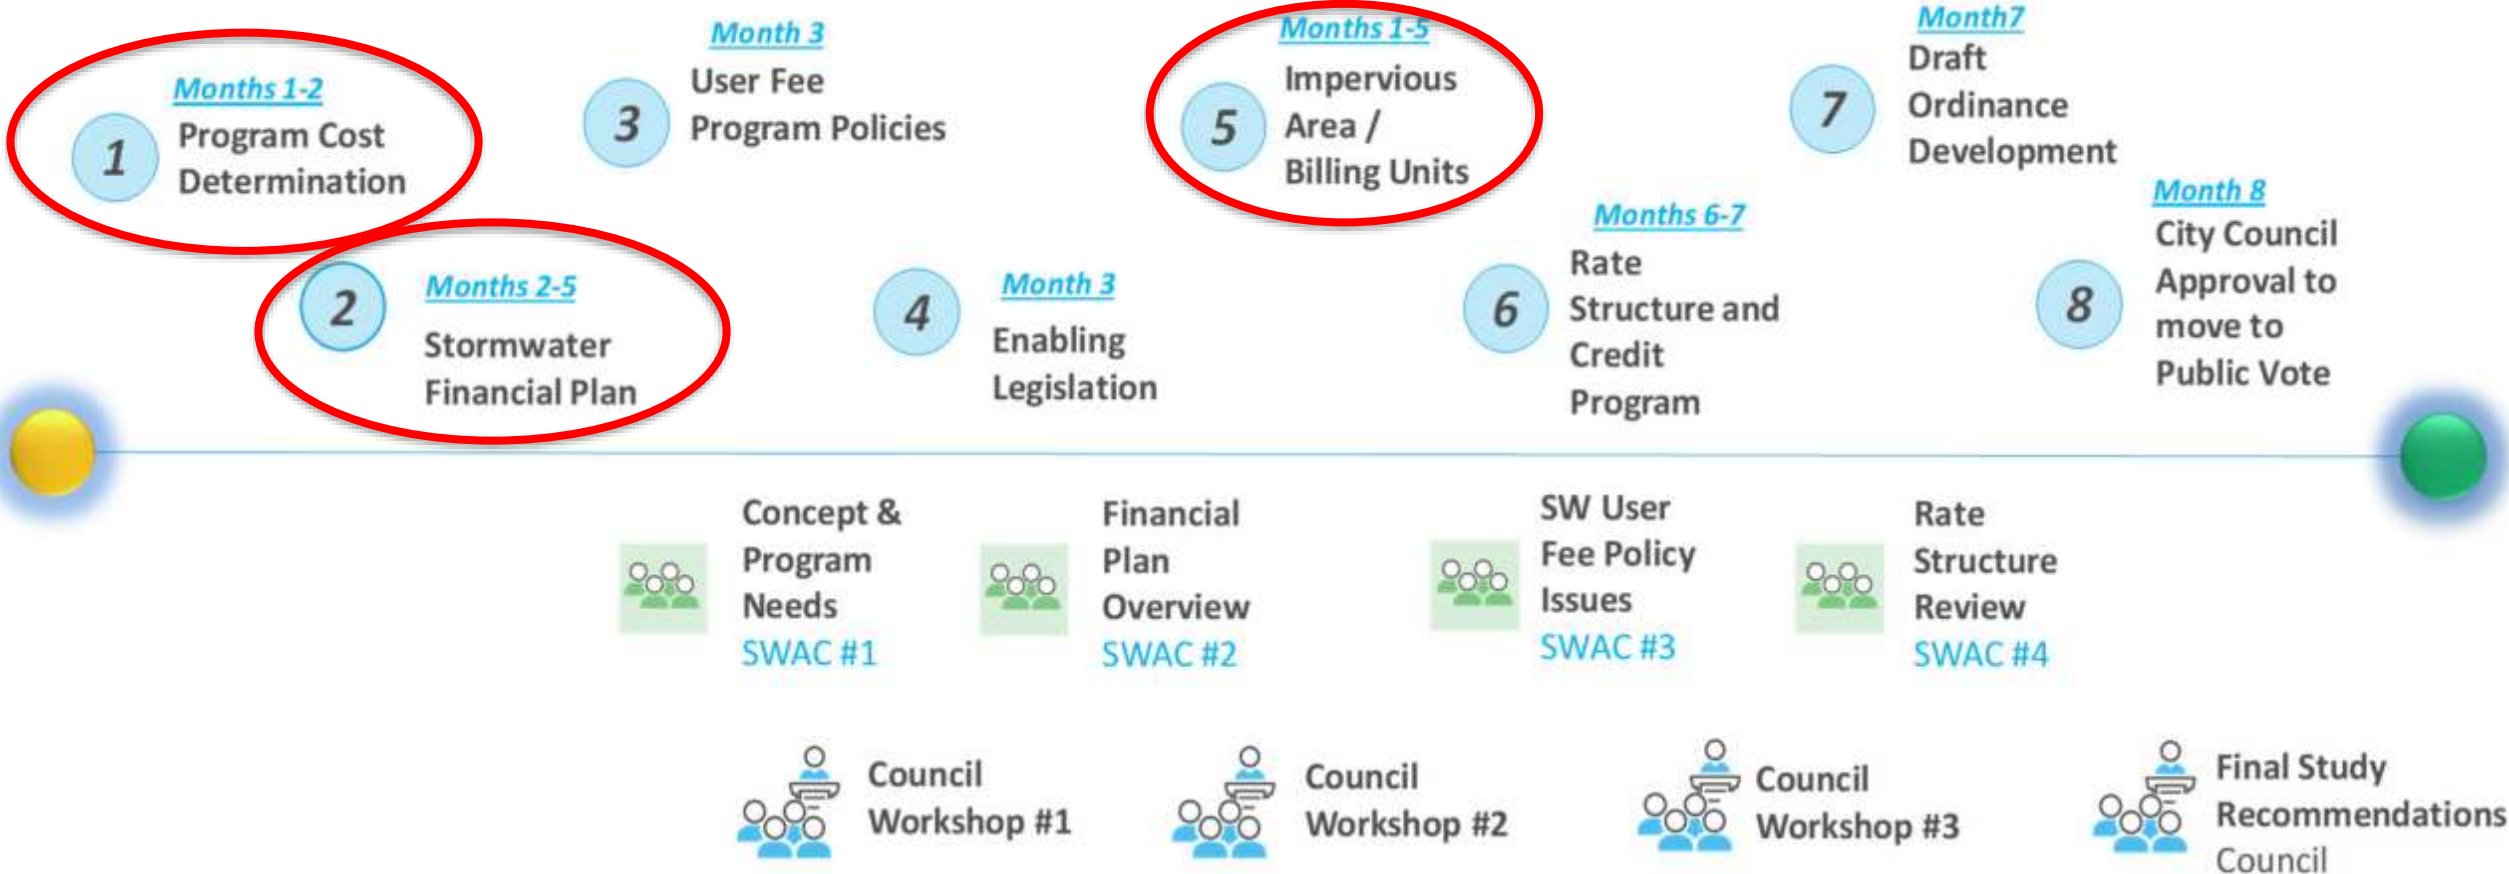 Months 1-2
1
Program Cost
Determination
Months 2-5
2
Stormwater
Financial Plan
Month 3
3
User Fee
Program Policies
Month 3
4
Enabling
Legislation
Months 1-5
5
Impervious
Area /
Billing Units
Months 6-7
6
Rate
Structure and
Credit
Program
Month7
7
Draft
Ordinance
Development
Month 8
8
City Council
Approval to
move to
Public Vote
Concept &
Program
Needs
SWAC #1
Financial
Plan
Overview
SWAC #2
SW User
Fee Policy
Issues
SWAC #3
Rate
Structure
Review
SWAC #4
Council
Workshop #1
Council
Workshop #2
Council
Workshop #3
Final Study
Recommendations
Council